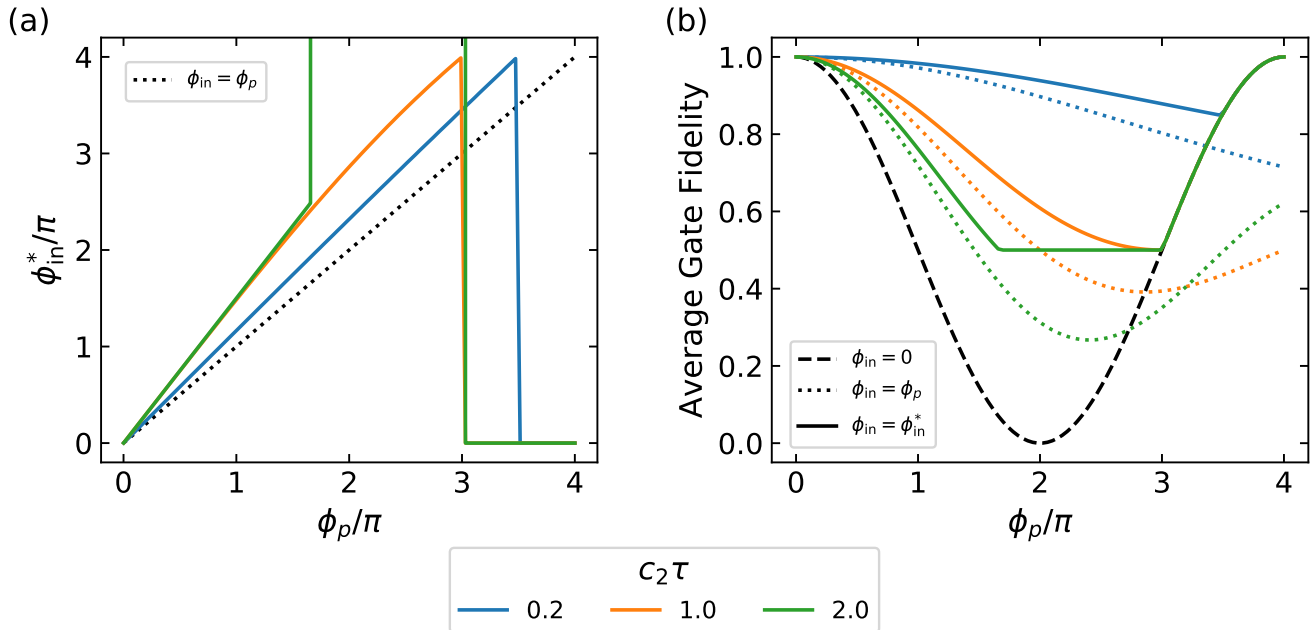 (a)
4
3
2
1
0
ϕ*in/π
ϕin = ϕp
0 1 2 3 4
ϕp/π
(b)
1.0
0.8
0.6
0.4
0.2
0.0
Average Gate Fidelity
ϕin = 0
ϕin = ϕp
ϕin = ϕ*in
0 1 2 3 4
ϕp/π
c2τ
0.2 1.0 2.0